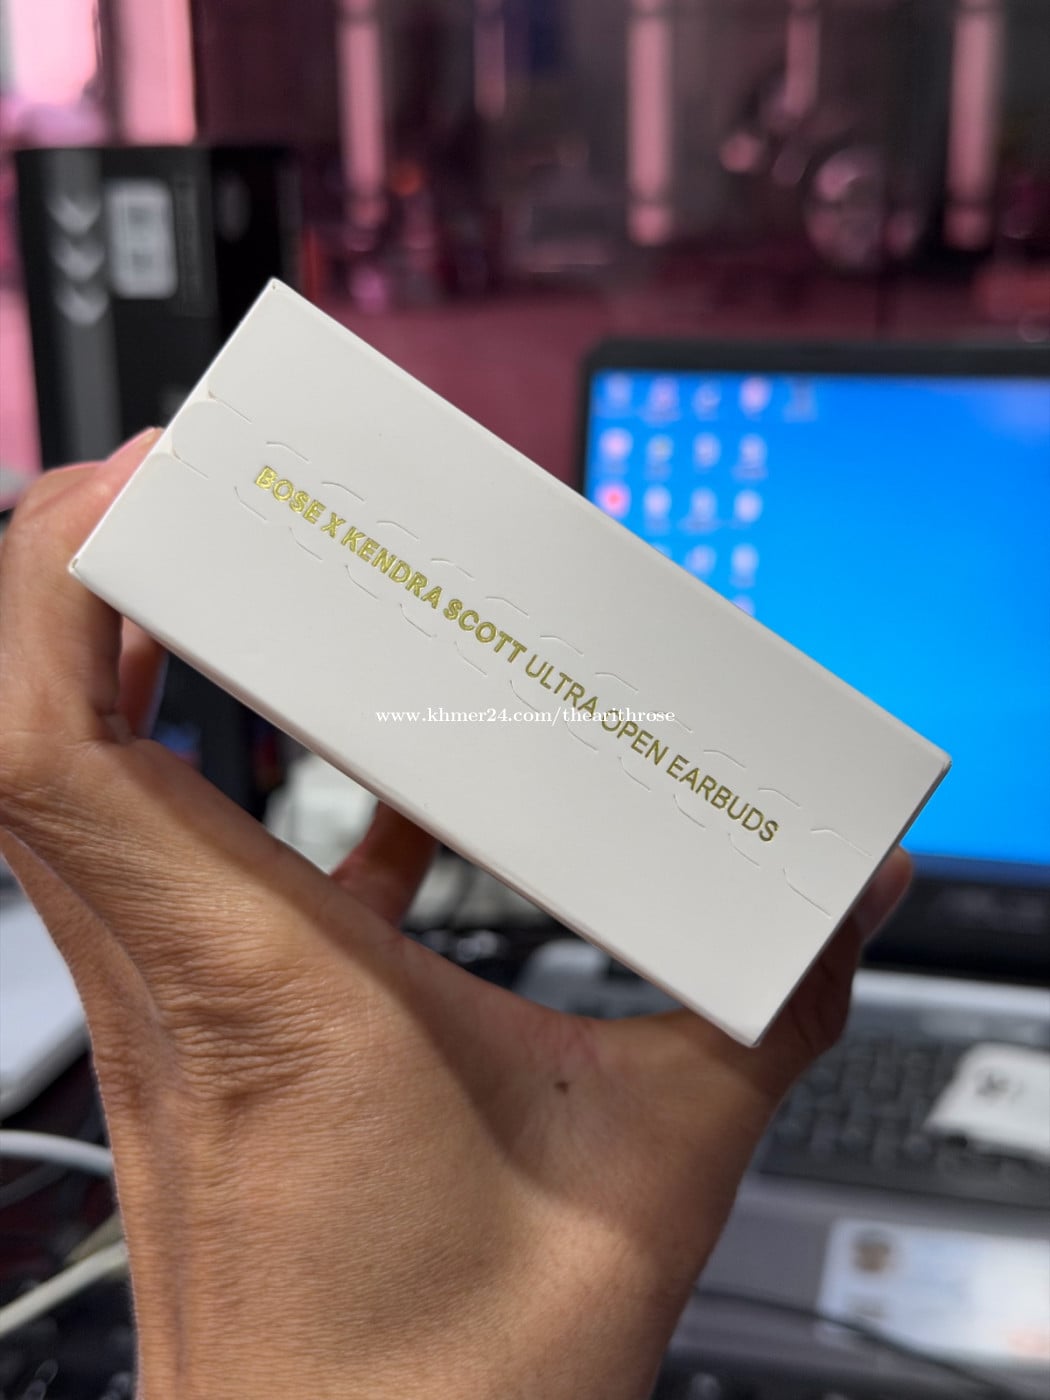 BOSE X KENDRA SCOTT ULTRA OPEN EARBUDS
www.khmer24.com/thearithrose